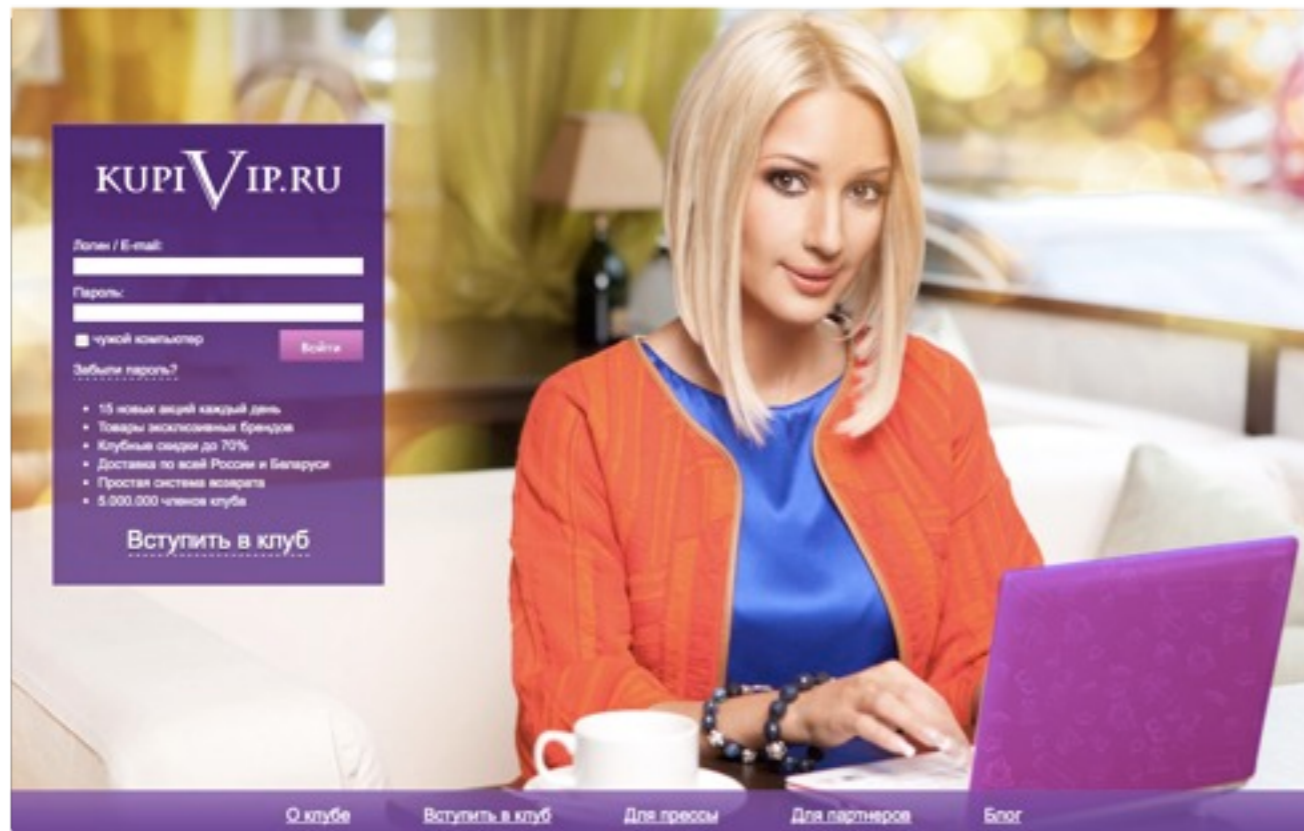 KUPIVIP.RU
Логин / E-mail:
Пароль:
чужой компьютер
Войти
Забыли пароль?
15 новых акций каждый день
Товары эксклюзивных брендов
Клубные скидки до 70%
Доставка по всей России и Беларуси
Простая система возврата
5.000.000 членов клуба
Вступить в клуб
О клубе Вступить в клуб Для прессы Для партнеров Блог